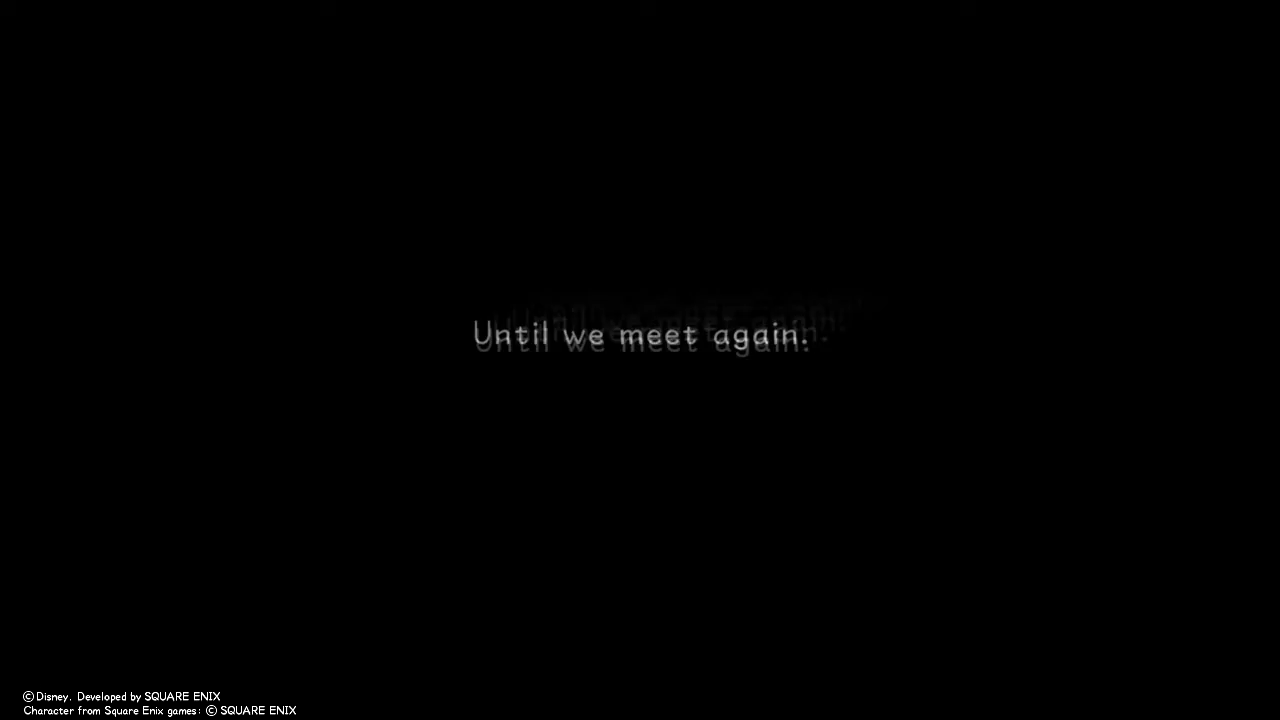 Until we meet again.
©Disney. Developed by SQUARE ENIX
Character from Square Enix games: © SQUARE ENIX